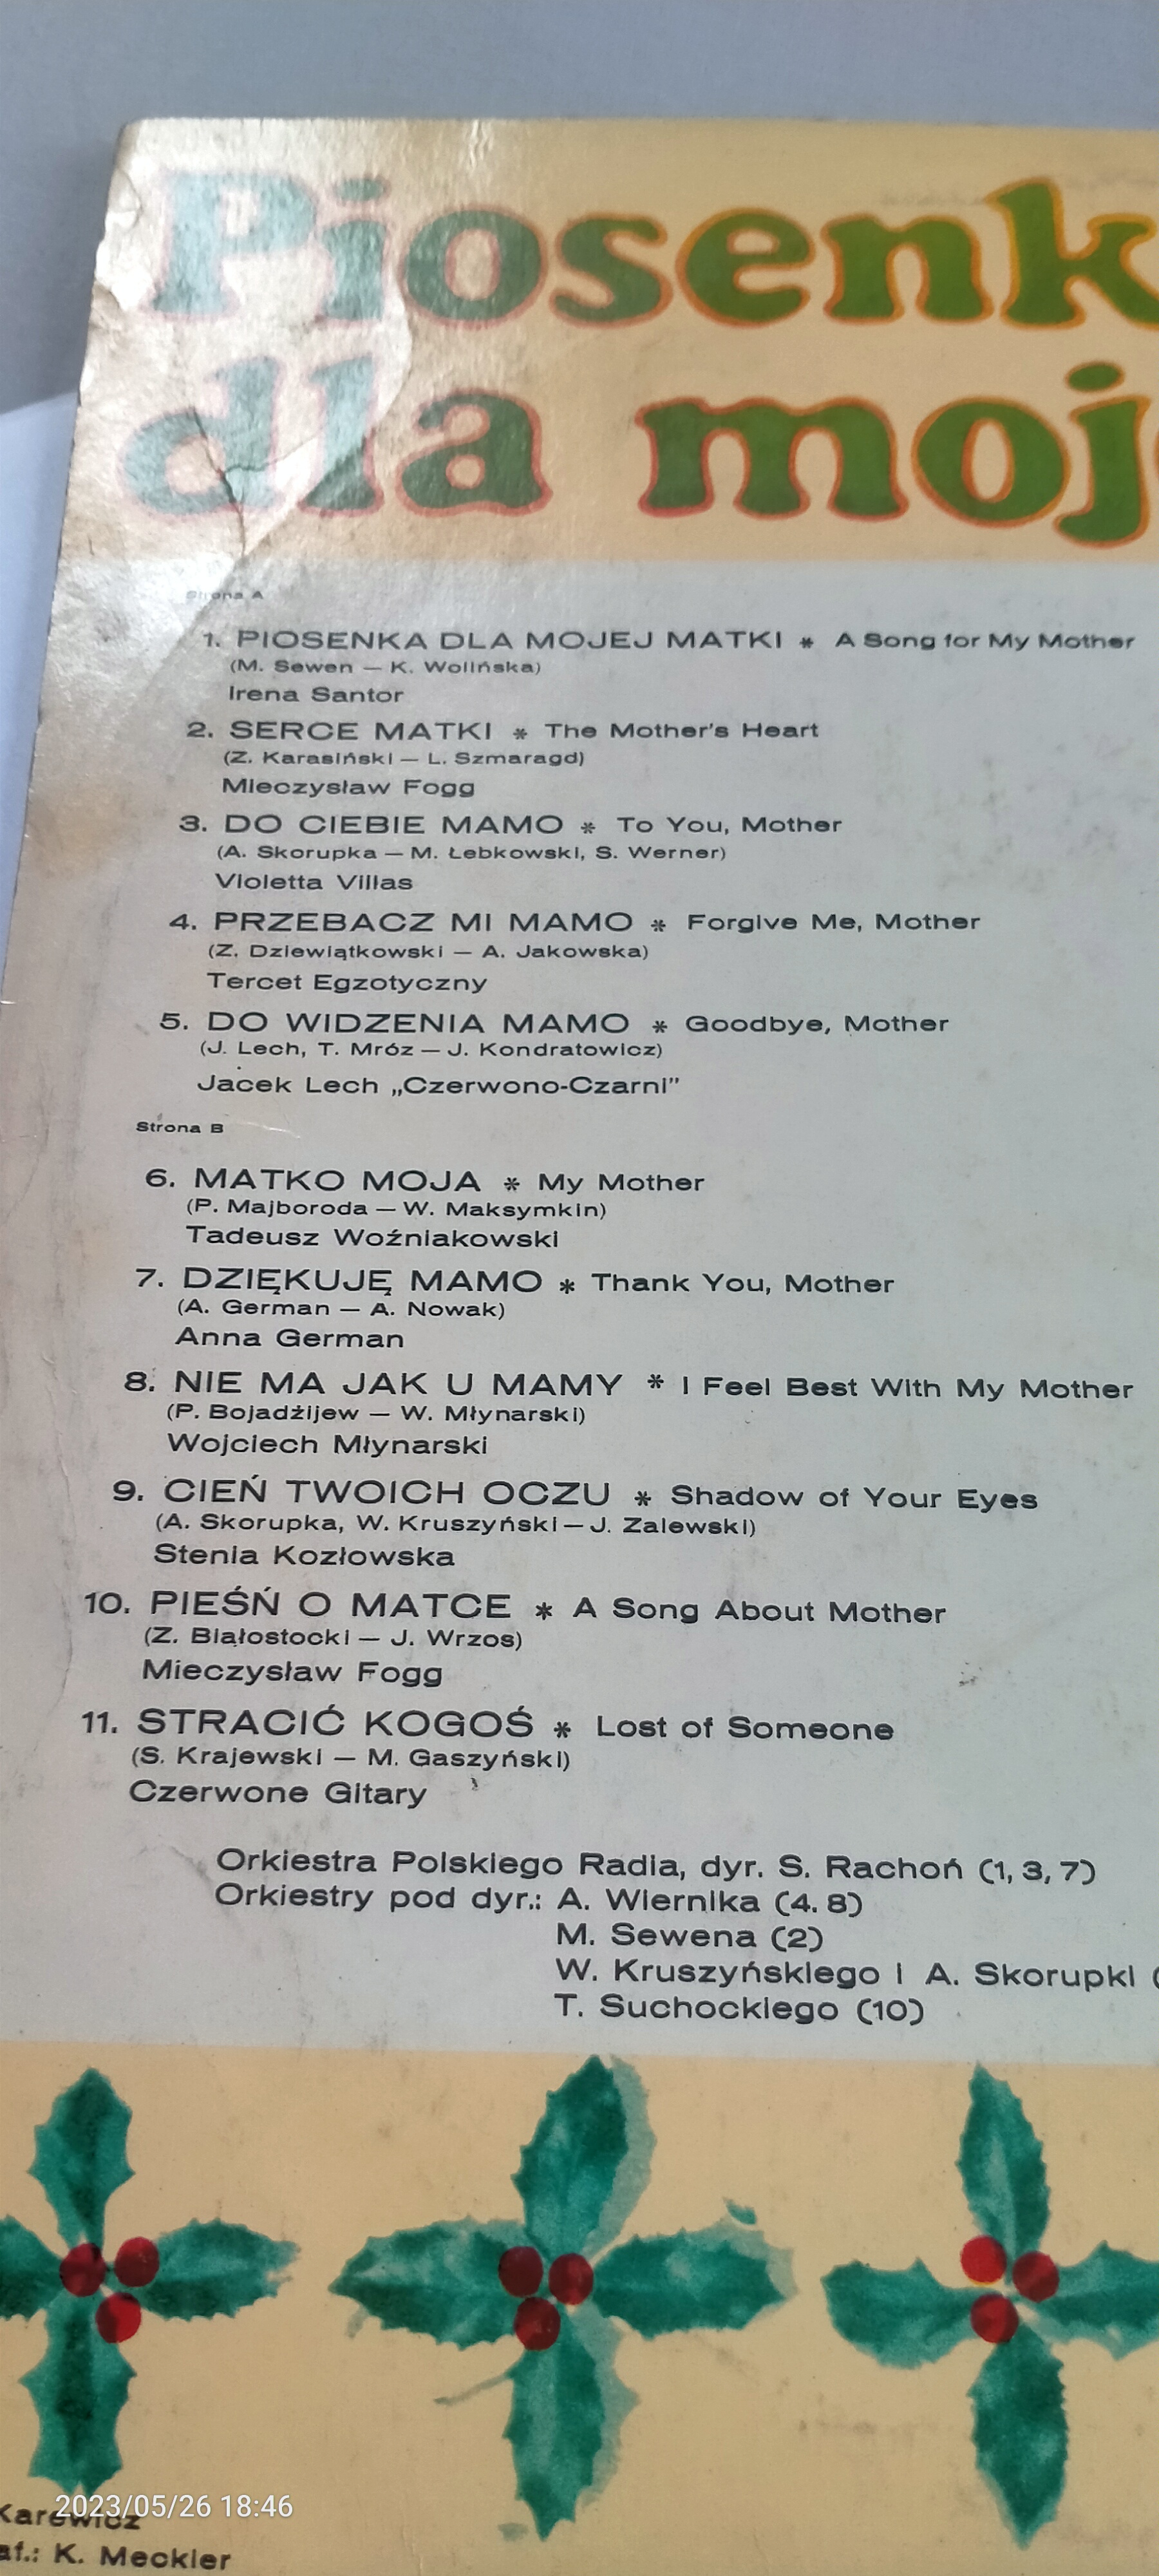 Piosenk
dla moj
Strona A
1. PIOSENKA DLA MOJEJ MATKI * A Song for My Mother
(M. Sewen — K. Wolińska)
Irena Santor
2. SERCE MATKI * The Mother's Heart
(Z. Karasiński — L. Szmaragd)
Mieczysław Fogg
3. DO CIEBIE MAMO * To You, Mother
(A. Skorupka — M. Łebkowski, S. Werner)
Violetta Villas
4. PRZEBACZ MI MAMO * Forgive Me, Mother
(Z. Dziewiątkowski — A. Jakowska)
Tercet Egzotyczny
5. DO WIDZENIA MAMO * Goodbye, Mother
(J. Lech, T. Mróz — J. Kondratowicz)
Jacek Lech „Czerwono-Czarni”
Strona B
6. MATKO MOJA * My Mother
(P. Majboroda — W. Maksymkin)
Tadeusz Woźniakowski
7. DZIĘKUJĘ MAMO * Thank You, Mother
(A. German — A. Nowak)
Anna German
8. NIE MA JAK U MAMY * I Feel Best With My Mother
(P. Bojadżijew — W. Młynarski)
Wojciech Młynarski
9. CIEŃ TWOICH OCZU * Shadow of Your Eyes
(A. Skorupka, W. Kruszyński — J. Zalewski)
Stenia Kozłowska
10. PIEŚŃ O MATCE * A Song About Mother
(Z. Białostocki — J. Wrzos)
Mieczysław Fogg
11. STRACIĆ KOGOŚ * Lost of Someone
(S. Krajewski — M. Gaszyński)
Czerwone Gitary
Orkiestra Polskiego Radia, dyr. S. Rachoń (1, 3, 7)
Orkiestry pod dyr.: A. Wiernika (4. 8)
M. Sewena (2)
W. Kruszyńskiego i A. Skorupki (
T. Suchockiego (10)
2023/05/26 18:46
Karewicz
af.: K. Meckler